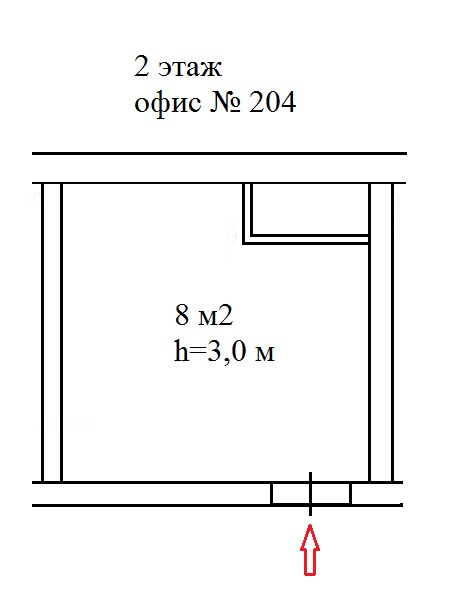 2 этаж
офис № 204
8 м2
h=3,0 м